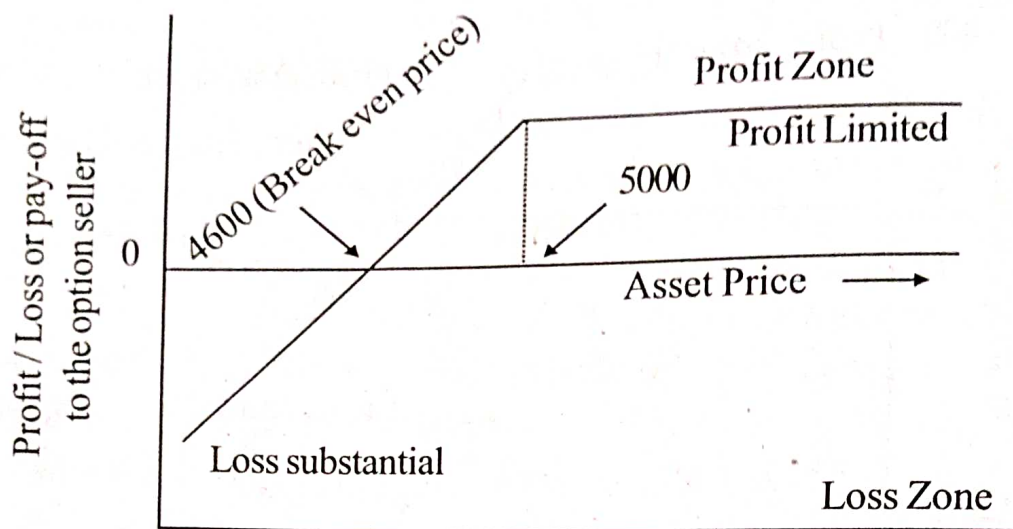 Profit / Loss or pay-off
to the option seller
0
4600 (Break even price)
Profit Zone
Profit Limited
5000
Asset Price
Loss substantial
Loss Zone